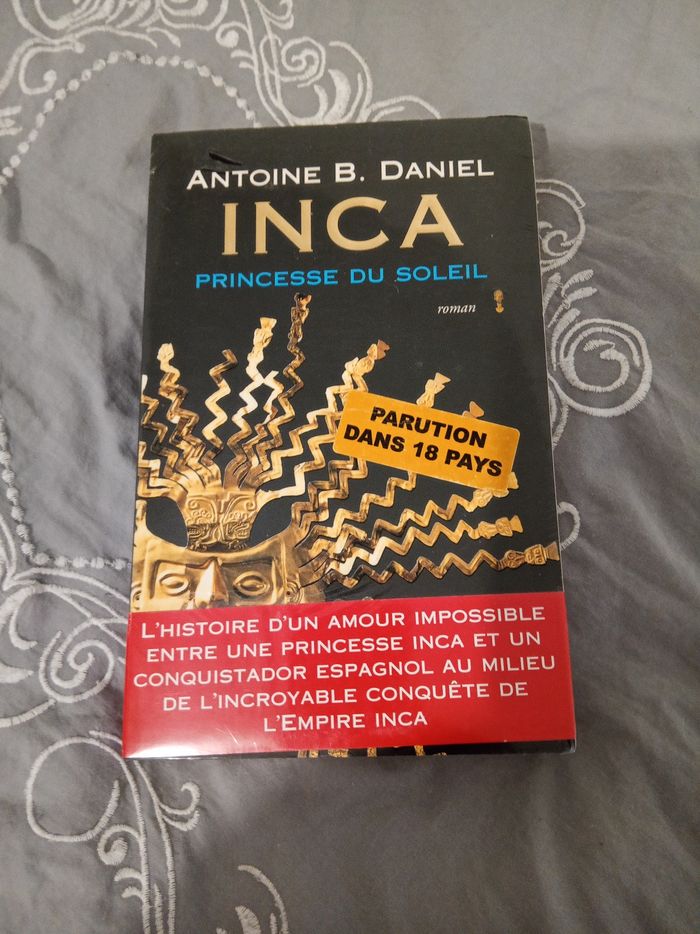 ANTOINE B. DANIEL
INCA
PRINCESSE DU SOLEIL
roman
PARUTION
DANS 18 PAYS
L'HISTOIRE D'UN AMOUR IMPOSSIBLE
ENTRE UNE PRINCESSE INCA ET UN
CONQUISTADOR ESPAGNOL AU MILIEU
DE L'INCROYABLE CONQUÊTE DE
L'EMPIRE INCA